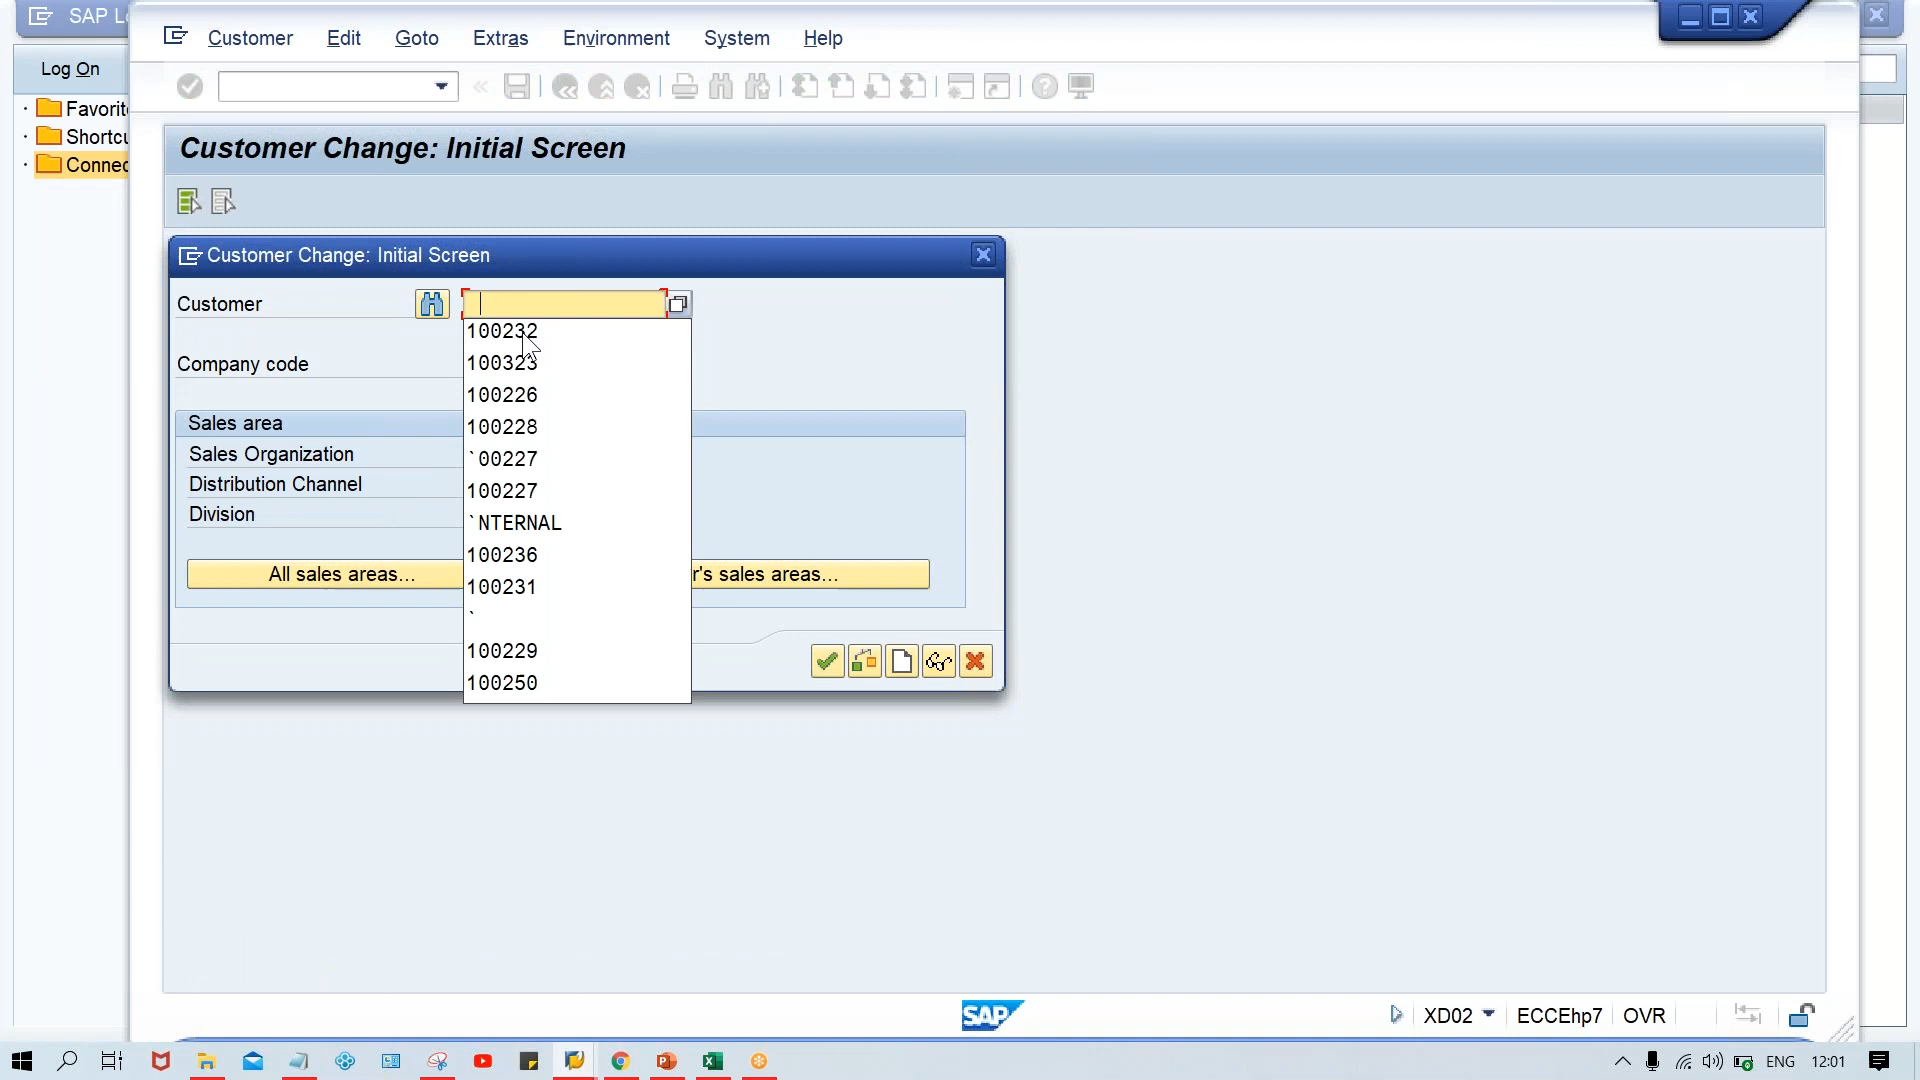 SAP L
Customer Edit Goto Extras Environment System Help
Log On
Favorit
Shortcu
Connec
Customer Change: Initial Screen
Customer Change: Initial Screen
Customer
100232
Company code
100323
100226
Sales area
100228
Sales Organization
`00227
Distribution Channel
100227
Division
`NTERNAL
100236
All sales areas...
r's sales areas...
100231
`
100229
100250
SAP
XD02 ECCEhp7 OVR
ENG 12:01